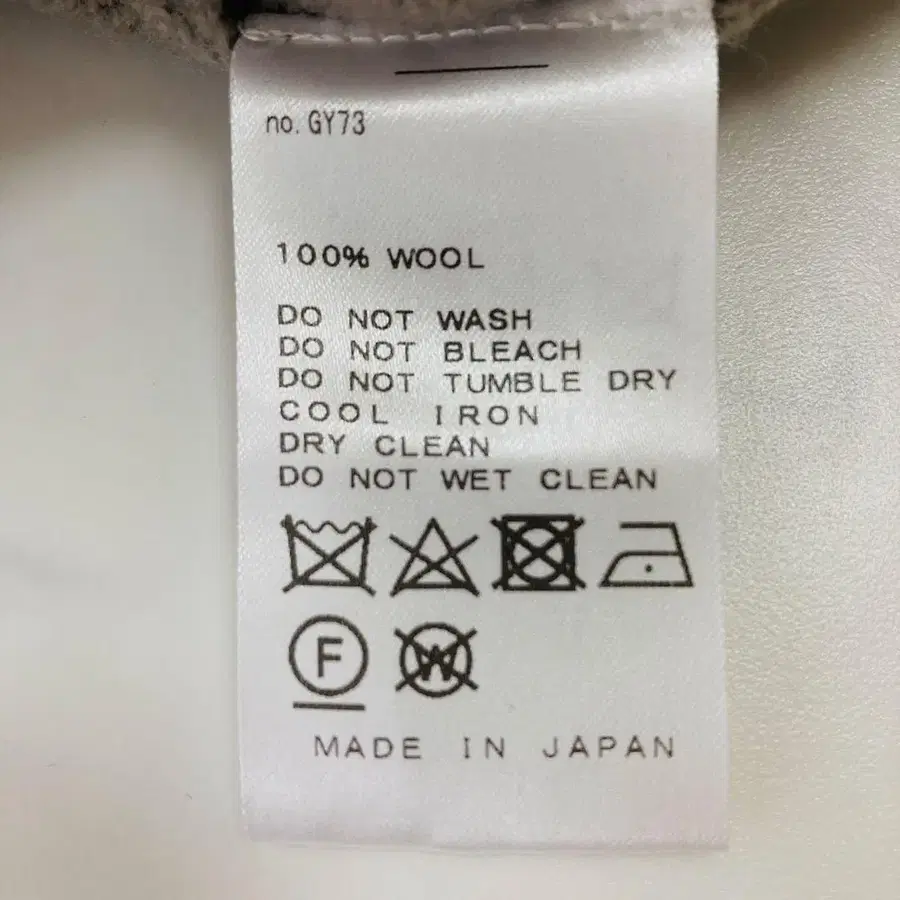 no. GY73
100% WOOL
DO NOT WASH
DO NOT BLEACH
DO NOT TUMBLE DRY
COOL IRON
DRY CLEAN
DO NOT WET CLEAN
F W
MADE IN JAPAN